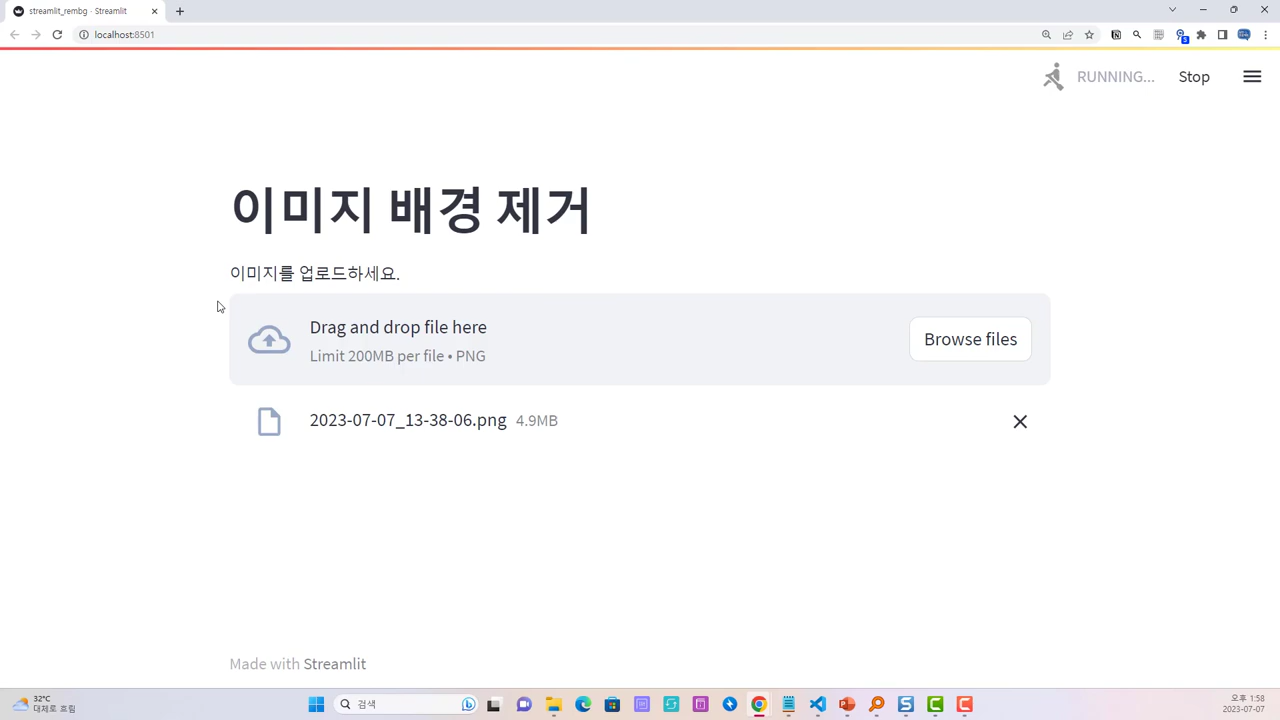 streamlit_rembg · Streamlit
localhost:8501
RUNNING...
Stop
이미지 배경 제거
이미지를 업로드하세요.
Drag and drop file here
Limit 200MB per file • PNG
Browse files
2023-07-07_13-38-06.png 4.9MB
Made with Streamlit
32°C
대체로 흐림
검색
오후 1:58
2023-07-07